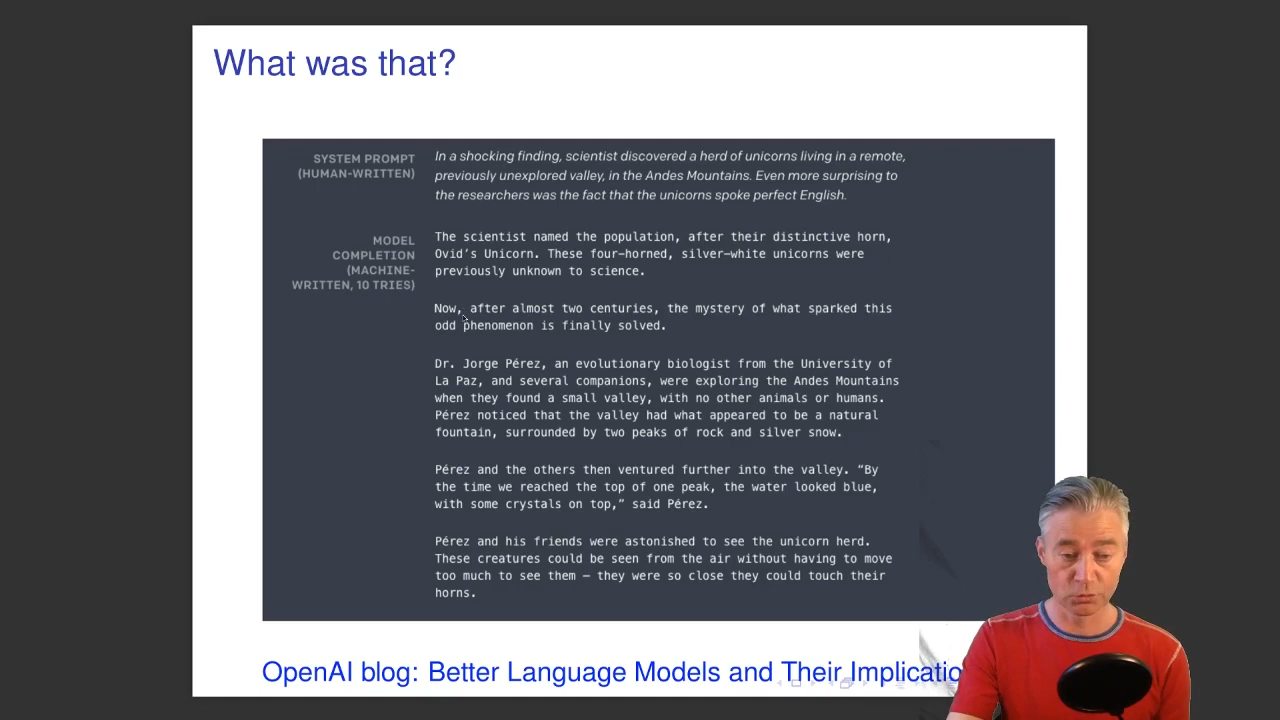 What was that?
SYSTEM PROMPT
(HUMAN-WRITTEN)
In a shocking finding, scientist discovered a herd of unicorns living in a remote,
previously unexplored valley, in the Andes Mountains. Even more surprising to
the researchers was the fact that the unicorns spoke perfect English.
MODEL
COMPLETION
(MACHINE-
WRITTEN, 10 TRIES)
The scientist named the population, after their distinctive horn,
Ovid's Unicorn. These four-horned, silver-white unicorns were
previously unknown to science.
Now, after almost two centuries, the mystery of what sparked this
odd phenomenon is finally solved.
Dr. Jorge Pérez, an evolutionary biologist from the University of
La Paz, and several companions, were exploring the Andes Mountains
when they found a small valley, with no other animals or humans.
Pérez noticed that the valley had what appeared to be a natural
fountain, surrounded by two peaks of rock and silver snow.
Pérez and the others then ventured further into the valley. “By
the time we reached the top of one peak, the water looked blue,
with some crystals on top,” said Pérez.
Pérez and his friends were astonished to see the unicorn herd.
These creatures could be seen from the air without having to move
too much to see them – they were so close they could touch their
horns.
OpenAI blog: Better Language Models and Their Implicatio